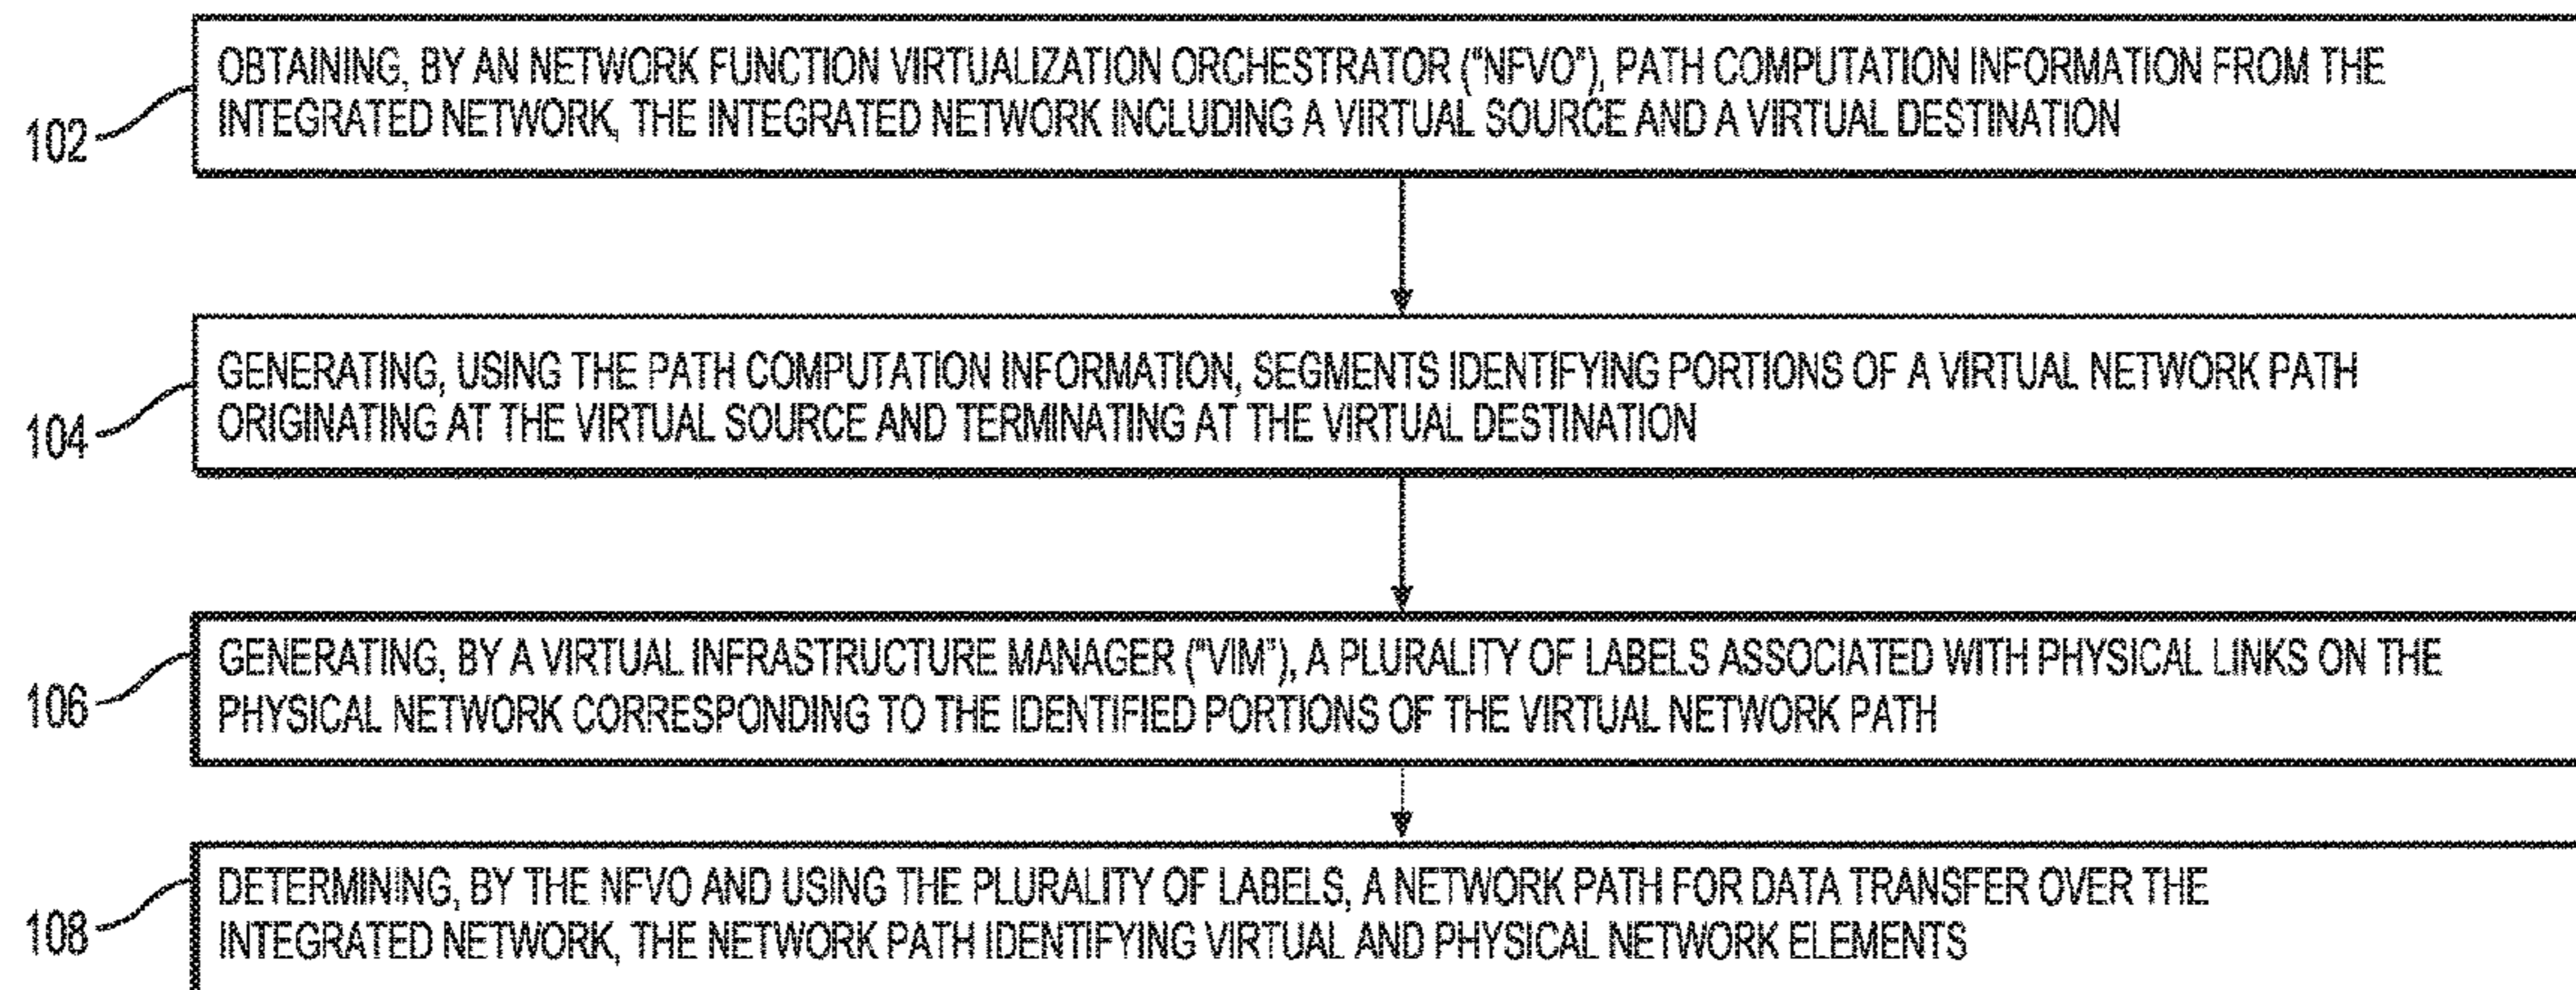 OBTAINING, BY AN NETWORK FUNCTION VIRTUALIZATION ORCHESTRATOR ("NFVO"), PATH COMPUTATION INFORMATION FROM THE
INTEGRATED NETWORK, THE INTEGRATED NETWORK INCLUDING A VIRTUAL SOURCE AND A VIRTUAL DESTINATION
102
GENERATING, USING THE PATH COMPUTATION INFORMATION, SEGMENTS IDENTIFYING PORTIONS OF A VIRTUAL NETWORK PATH
ORIGINATING AT THE VIRTUAL SOURCE AND TERMINATING AT THE VIRTUAL DESTINATION
104
GENERATING, BY A VIRTUAL INFRASTRUCTURE MANAGER ("VIM"), A PLURALITY OF LABELS ASSOCIATED WITH PHYSICAL LINKS ON THE
PHYSICAL NETWORK CORRESPONDING TO THE IDENTIFIED PORTIONS OF THE VIRTUAL NETWORK PATH
106
DETERMINING, BY THE NFVO AND USING THE PLURALITY OF LABELS, A NETWORK PATH FOR DATA TRANSFER OVER THE
INTEGRATED NETWORK, THE NETWORK PATH IDENTIFYING VIRTUAL AND PHYSICAL NETWORK ELEMENTS
108